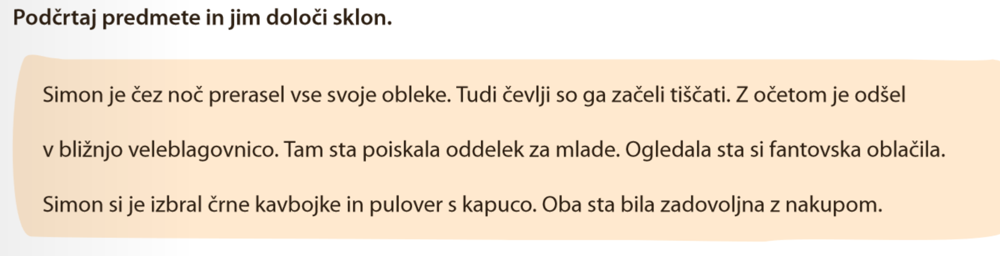 Podčrtaj predmete in jim določi sklon.
Simon je čez noč prerasel vse svoje obleke. Tudi čevlji so ga začeli tiščati. Z očetom je odšel
v bližnjo veleblagovnico. Tam sta poiskala oddelek za mlade. Ogledala sta si fantovska oblačila.
Simon si je izbral črne kavbojke in pulover s kapuco. Oba sta bila zadovoljna z nakupom.